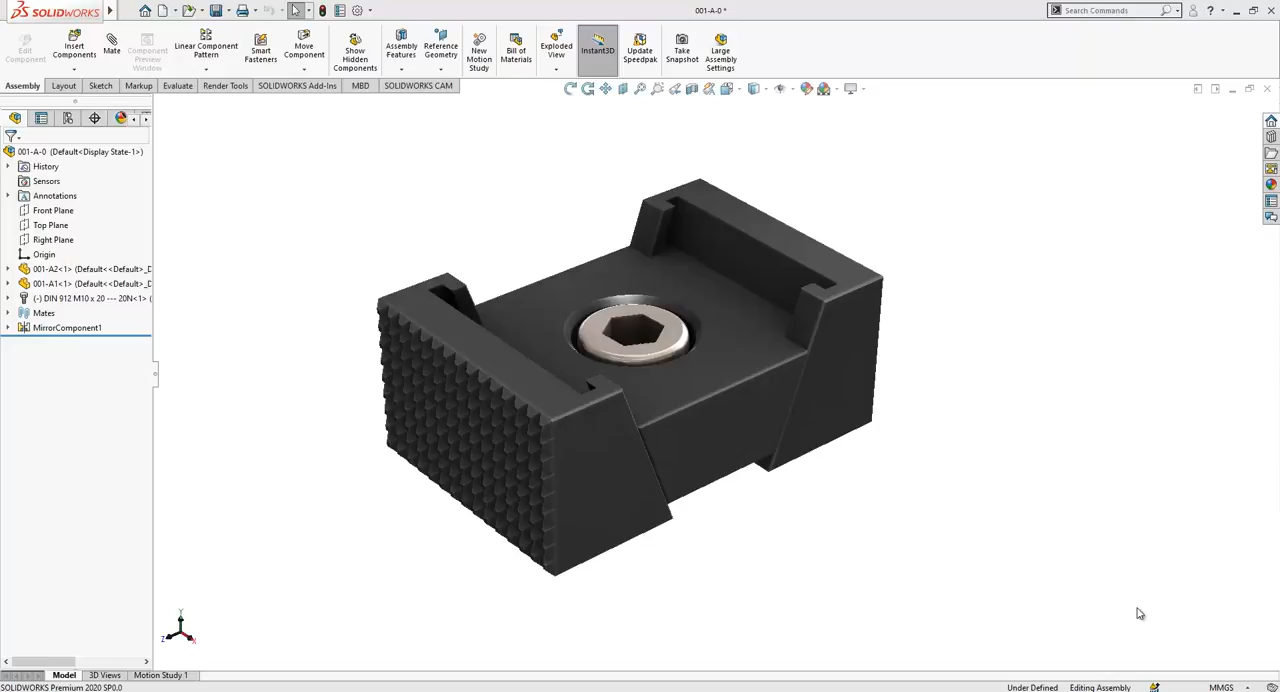 SOLIDWORKS
001-A-0 *
Search Commands
Edit Component
Insert Components
Mate
Component Preview Window
Linear Component Pattern
Smart Fasteners
Move Component
Show Hidden Components
Assembly Features
Reference Geometry
New Motion Study
Bill of Materials
Exploded View
Instant3D
Update Speedpak
Take Snapshot
Large Assembly Settings
Assembly
Layout
Sketch
Markup
Evaluate
Render Tools
SOLIDWORKS Add-Ins
MBD
SOLIDWORKS CAM
001-A-0 (Default<Display State-1>)
History
Sensors
Annotations
Front Plane
Top Plane
Right Plane
Origin
001-A2<1> (Default<<Default>_D
001-A1<1> (Default<<Default>_D
(-) DIN 912 M10 x 20 --- 20N<1> (
Mates
MirrorComponent1
Y
Z
X
Model
3D Views
Motion Study 1
SOLIDWORKS Premium 2020 SP0.0
Under Defined
Editing Assembly
MMGS